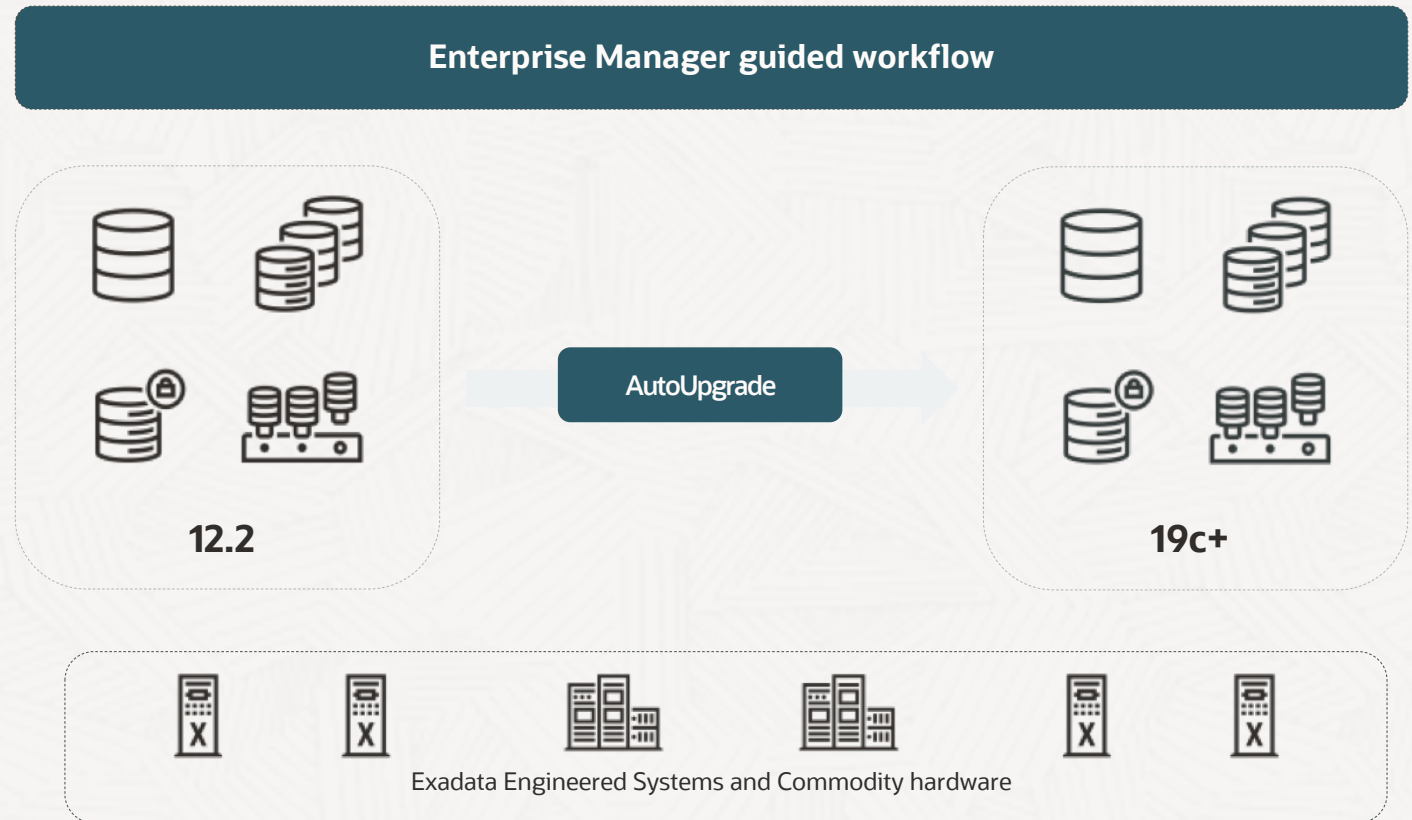 Enterprise Manager guided workflow
AutoUpgrade
12.2
19c+
X
X
X
X
Exadata Engineered Systems and Commodity hardware